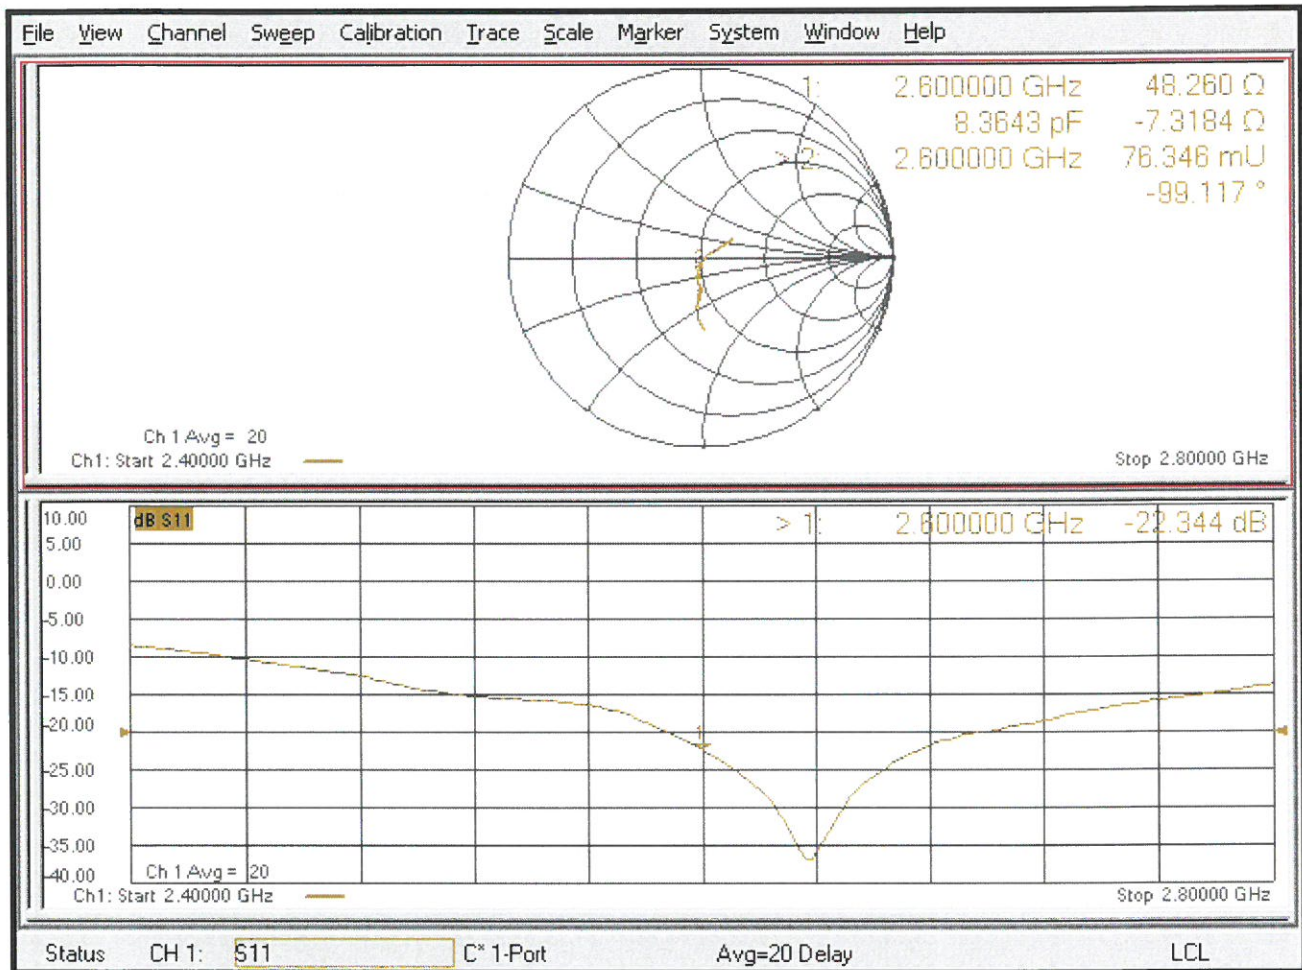 File View Channel Sweep Calibration Trace Scale Marker System Window Help
1: 2.600000 GHz 48.260 Ω
8.3643 pF -7.3184 Ω
> 2: 2.600000 GHz 76.346 mU
-99.117 °
Ch 1 Avg = 20
Ch1: Start 2.40000 GHz Stop 2.80000 GHz
10.00 dB S11 > 1: 2.600000 GHz -22.344 dB
5.00
0.00
-5.00
-10.00
-15.00
-20.00
1
-25.00
-30.00
-35.00
-40.00 Ch 1 Avg = 20
Ch1: Start 2.40000 GHz Stop 2.80000 GHz
Status CH 1: S11 C* 1-Port Avg=20 Delay LCL